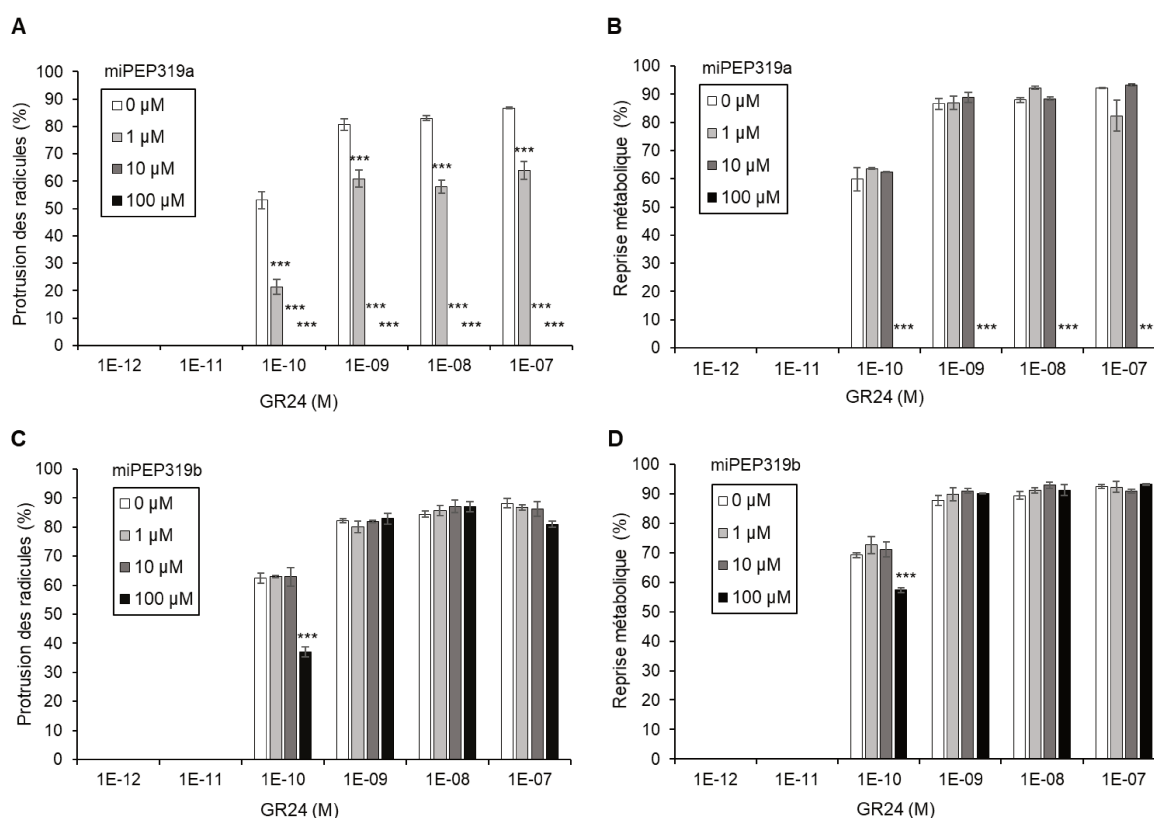 A
miPEP319a
0 µM
1 µM
10 µM
100 µM
Protrusion des radicules (%)
100
90
80
70
60
50
40
30
20
10
0
***
***
***
***
***
***
***
***
***
***
***
***
1E-12 1E-11 1E-10 1E-09 1E-08 1E-07
GR24 (M)
B
miPEP319a
0 µM
1 µM
10 µM
100 µM
Reprise métabolique (%)
100
90
80
70
60
50
40
30
20
10
0
***
***
***
**
1E-12 1E-11 1E-10 1E-09 1E-08 1E-07
GR24 (M)
C
miPEP319b
0 µM
1 µM
10 µM
100 µM
Protrusion des radicules (%)
100
90
80
70
60
50
40
30
20
10
0
***
1E-12 1E-11 1E-10 1E-09 1E-08 1E-07
GR24 (M)
D
miPEP319b
0 µM
1 µM
10 µM
100 µM
Reprise métabolique (%)
100
90
80
70
60
50
40
30
20
10
0
***
1E-12 1E-11 1E-10 1E-09 1E-08 1E-07
GR24 (M)